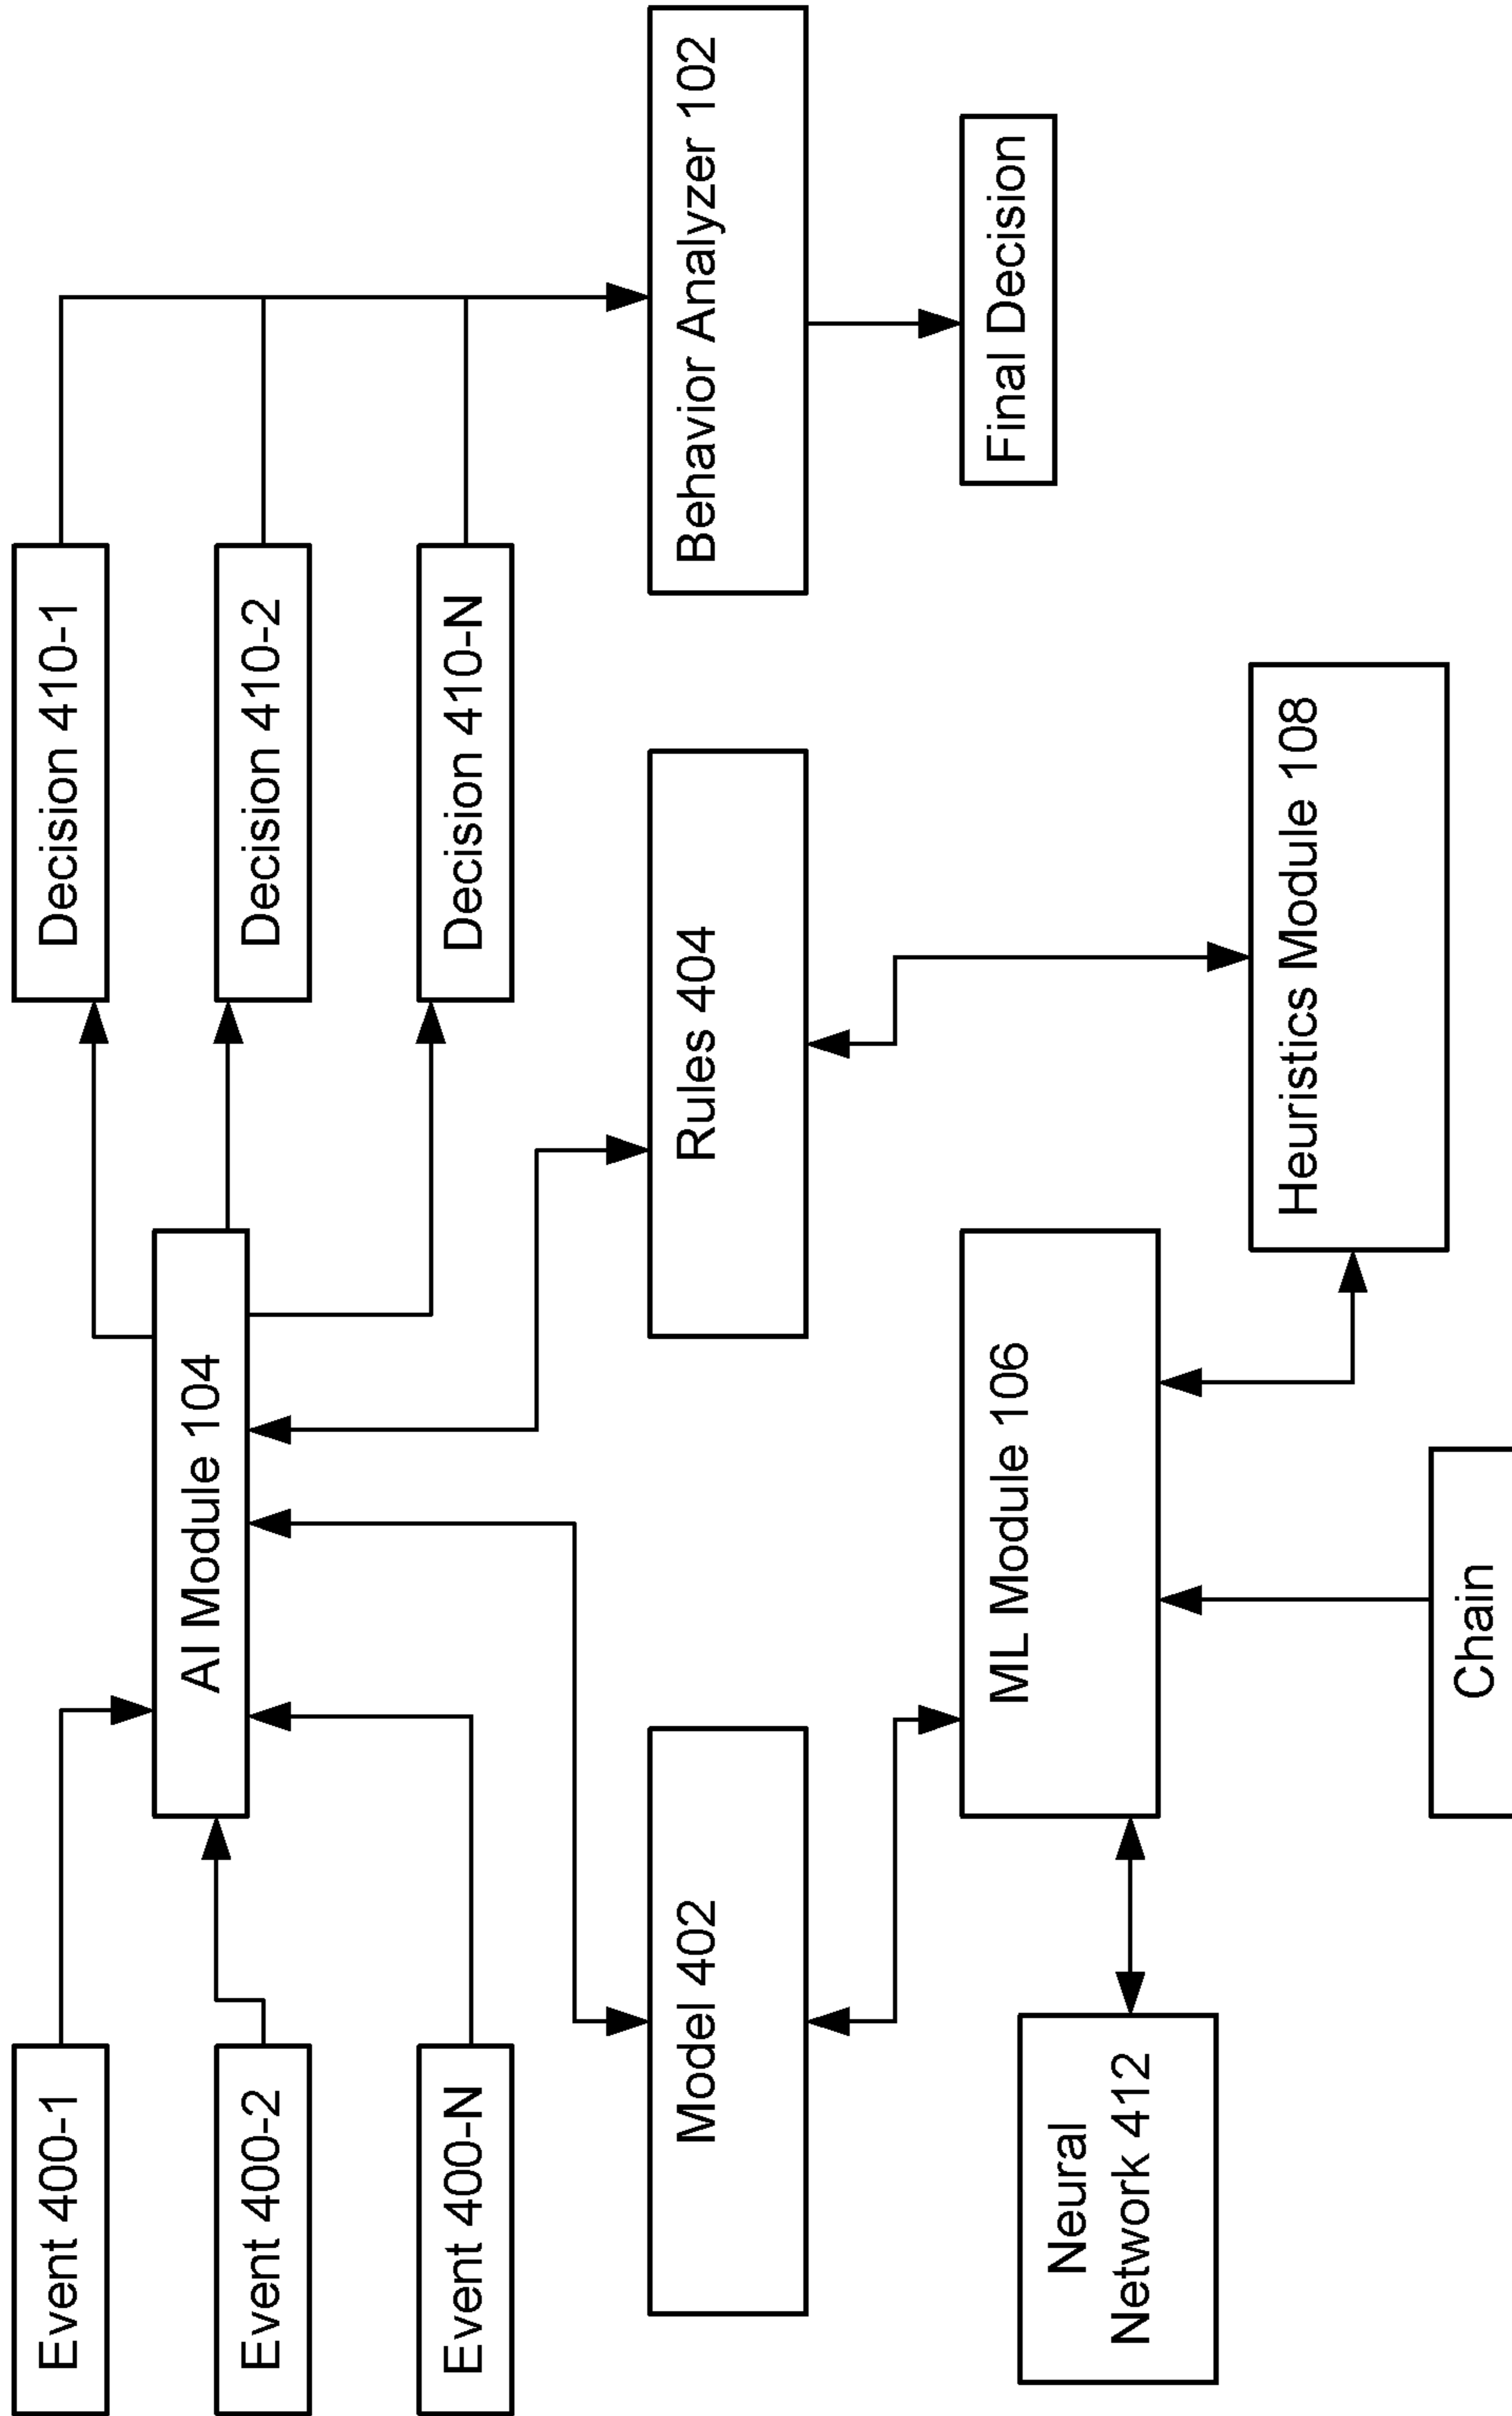 Event 400-1
Event 400-2
Event 400-N
AI Module 104
Decision 410-1
Decision 410-2
Decision 410-N
Model 402
Rules 404
Behavior Analyzer 102
Neural
Network 412
ML Module 106
Final Decision
Heuristics Module 108
Chain